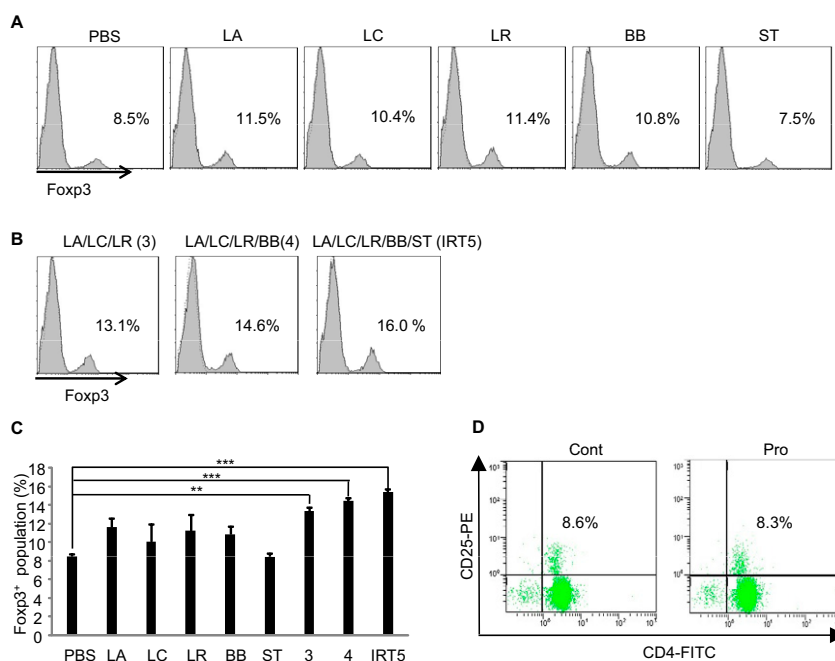 A
PBS LA LC LR BB ST
8.5% 11.5% 10.4% 11.4% 10.8% 7.5%
Foxp3
B
LA/LC/LR (3) LA/LC/LR/BB(4) LA/LC/LR/BB/ST (IRT5)
13.1% 14.6% 16.0 %
Foxp3
C
Foxp3+ population (%)
18
16
14
12
10
8
6
4
2
0
***
***
**
PBS LA LC LR BB ST 3 4 IRT5
D
Cont Pro
CD25-PE
8.6% 8.3%
CD4-FITC